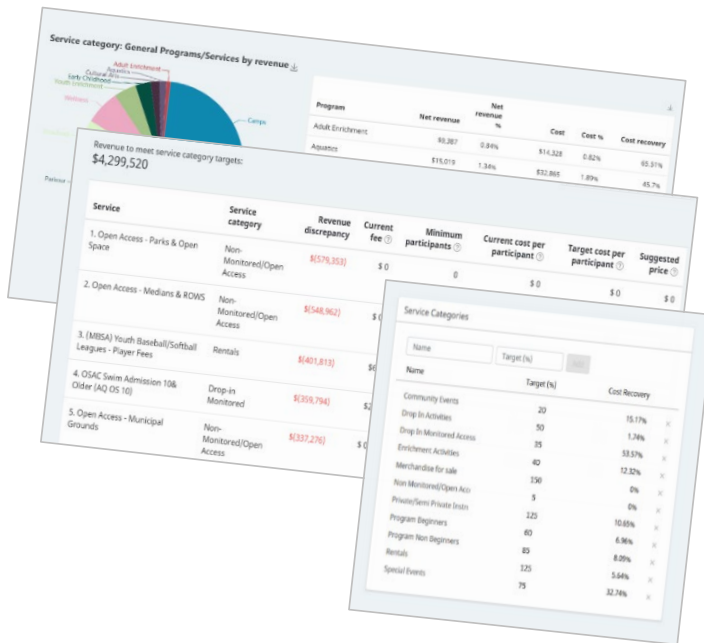 Service category: General Programs/Services by revenue
Adult Enrichment
Aquatics
Cultural Arts
Early Childhood
Youth Enrichment
Wellness
Camps
Program Net revenue Net revenue % Cost Cost % Cost recovery
Adult Enrichment $9,387 0.84% $14,328 0.82% 65.51%
Aquatics $15,019 1.34% $32,865 1.89% 45.7%
Revenue to meet service category targets:
$4,299,520
Service Service category Revenue discrepancy Current fee Minimum participants Current cost per participant Target cost per participant Suggested price
1. Open Access - Parks & Open Space Non-Monitored/Open Access $(579,353) $ 0 0 $ 0 $ 0 $ 0
2. Open Access - Medians & ROWS Non-Monitored/Open Access $(548,962)
3. (MBSA) Youth Baseball/Softball Leagues - Player Fees Rentals $(401,813)
4. OSAC Swim Admission 10& Older (AQ OS 10) Drop-in Monitored $(359,794)
5. Open Access - Municipal Grounds Non-Monitored/Open Access $(337,276)
Service Categories
Name Target (%)
Name Target (%) Cost Recovery
Community Events 20 15.17%
Drop In Activities 50 1.74%
Drop In Monitored Access 35 53.57%
Enrichment Activities 40 12.32%
Merchandise for sale 150 0%
Non Monitored/Open Acc 5 0%
Private/Semi Private Instr 125 10.65%
Program Beginners 60 6.96%
Program Non Beginners 85 8.09%
Rentals 125 5.64%
Special Events 75 32.74%